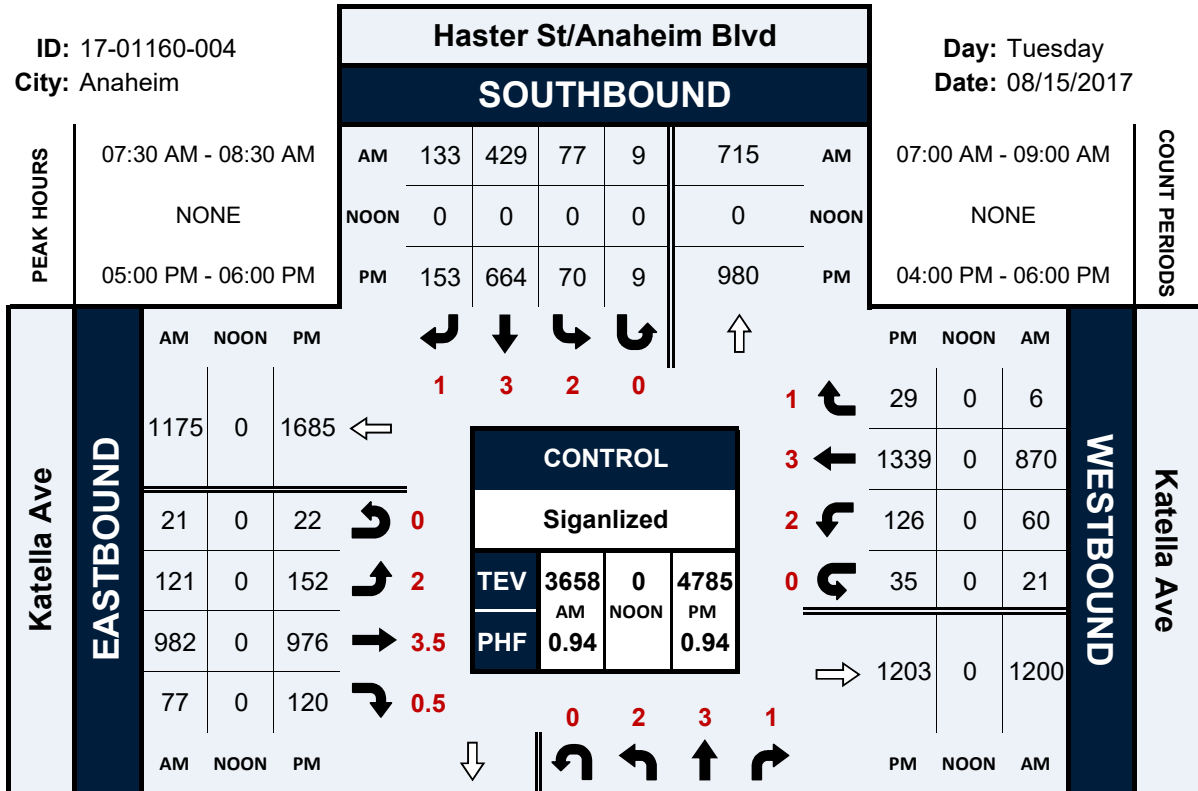 ID: 17-01160-004
City: Anaheim
Haster St/Anaheim Blvd
SOUTHBOUND
Day: Tuesday
Date: 08/15/2017
PEAK HOURS
07:30 AM - 08:30 AM
NONE
05:00 PM - 06:00 PM
AM 133 429 77 9 715 AM
NOON 0 0 0 0 0 NOON
PM 153 664 70 9 980 PM
07:00 AM - 09:00 AM
NONE
04:00 PM - 06:00 PM
COUNT PERIODS
1 3 2 0
Katella Ave
EASTBOUND
AM NOON PM
1175 0 1685
21 0 22 0
121 0 152 2
982 0 976 3.5
77 0 120 0.5
AM NOON PM
CONTROL
Siganlized
TEV 3658 0 4785
AM NOON PM
PHF 0.94 0.94
PM NOON AM
1 29 0 6
3 1339 0 870
2 126 0 60
0 35 0 21
1203 0 1200
PM NOON AM
WESTBOUND
Katella Ave
0 2 3 1